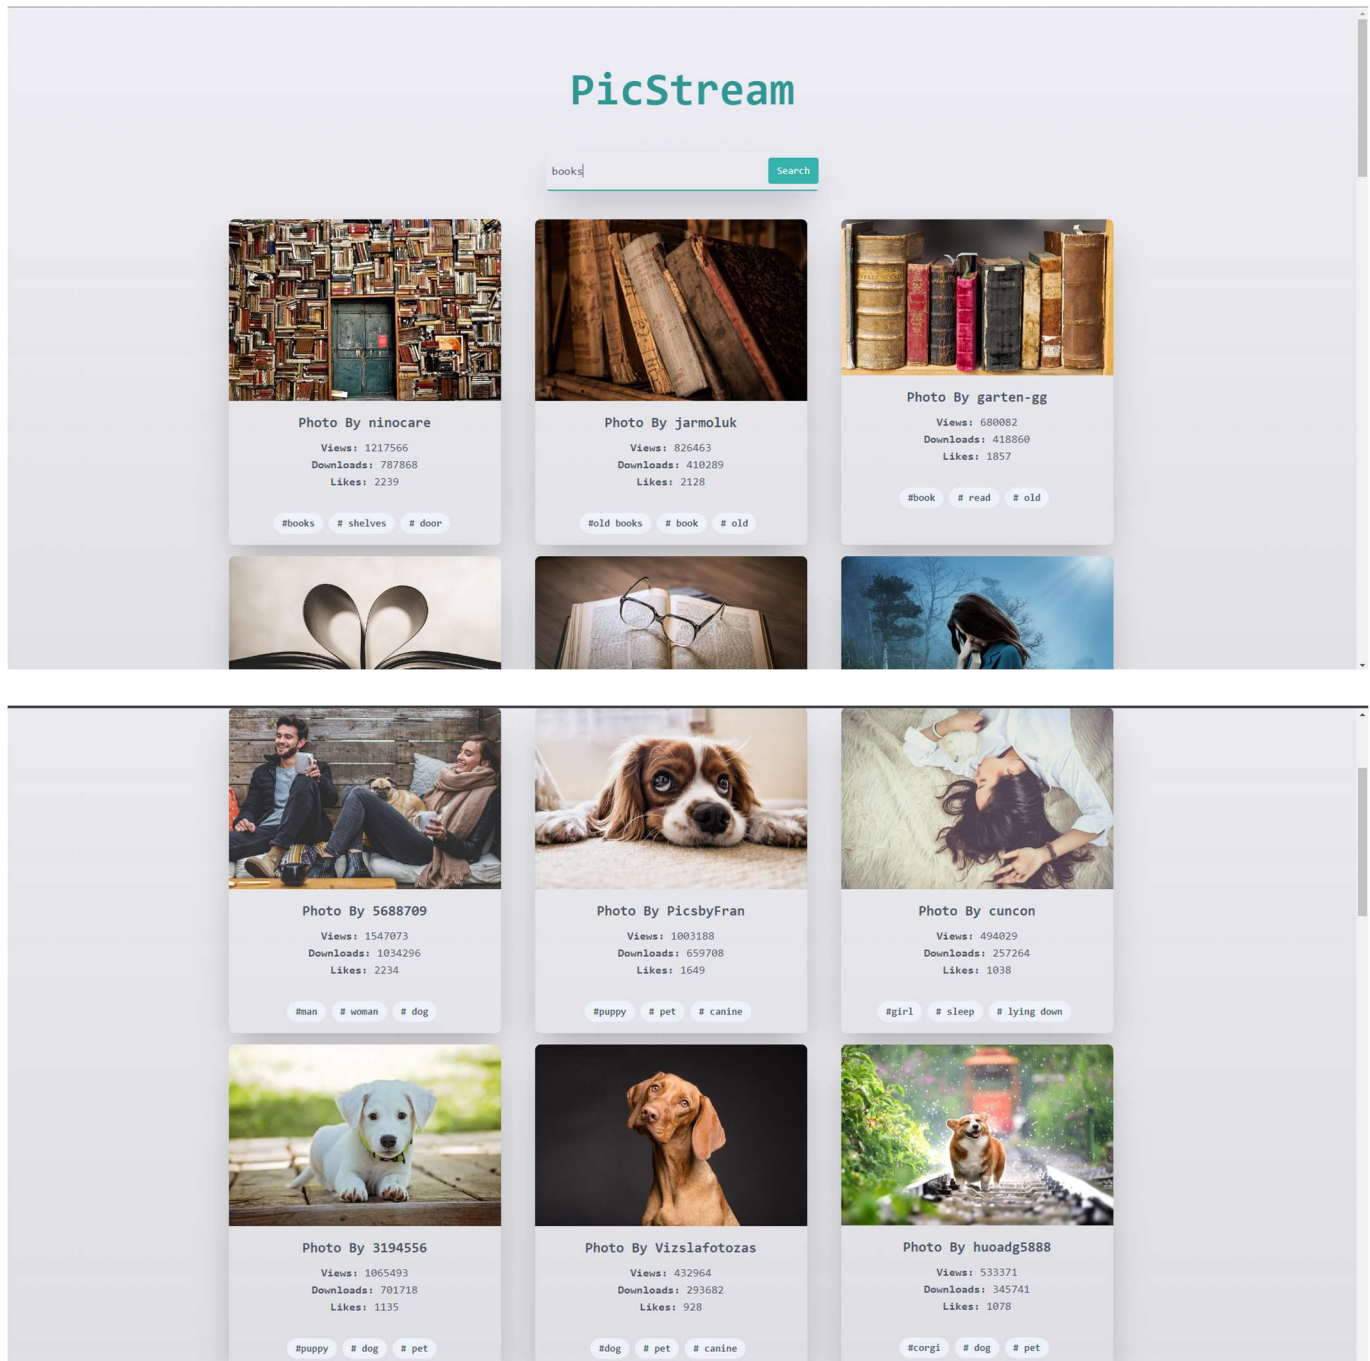 PicStream
books
Search
Photo By ninocare
Views: 1217566
Downloads: 787868
Likes: 2239
#books # shelves # door
Photo By jarmoluk
Views: 826463
Downloads: 410289
Likes: 2128
#old books # book # old
Photo By garten-gg
Views: 680082
Downloads: 418860
Likes: 1857
#book # read # old
Photo By 5688709
Views: 1547073
Downloads: 1034296
Likes: 2234
#man # woman # dog
Photo By PicsbyFran
Views: 1003188
Downloads: 659708
Likes: 1649
#puppy # pet # canine
Photo By cuncon
Views: 494029
Downloads: 257264
Likes: 1038
#girl # sleep # lying down
Photo By 3194556
Views: 1065493
Downloads: 701718
Likes: 1135
#puppy # dog # pet
Photo By Vizslafotozas
Views: 432964
Downloads: 293682
Likes: 928
#dog # pet # canine
Photo By huoadg5888
Views: 533371
Downloads: 345741
Likes: 1078
#corgi # dog # pet